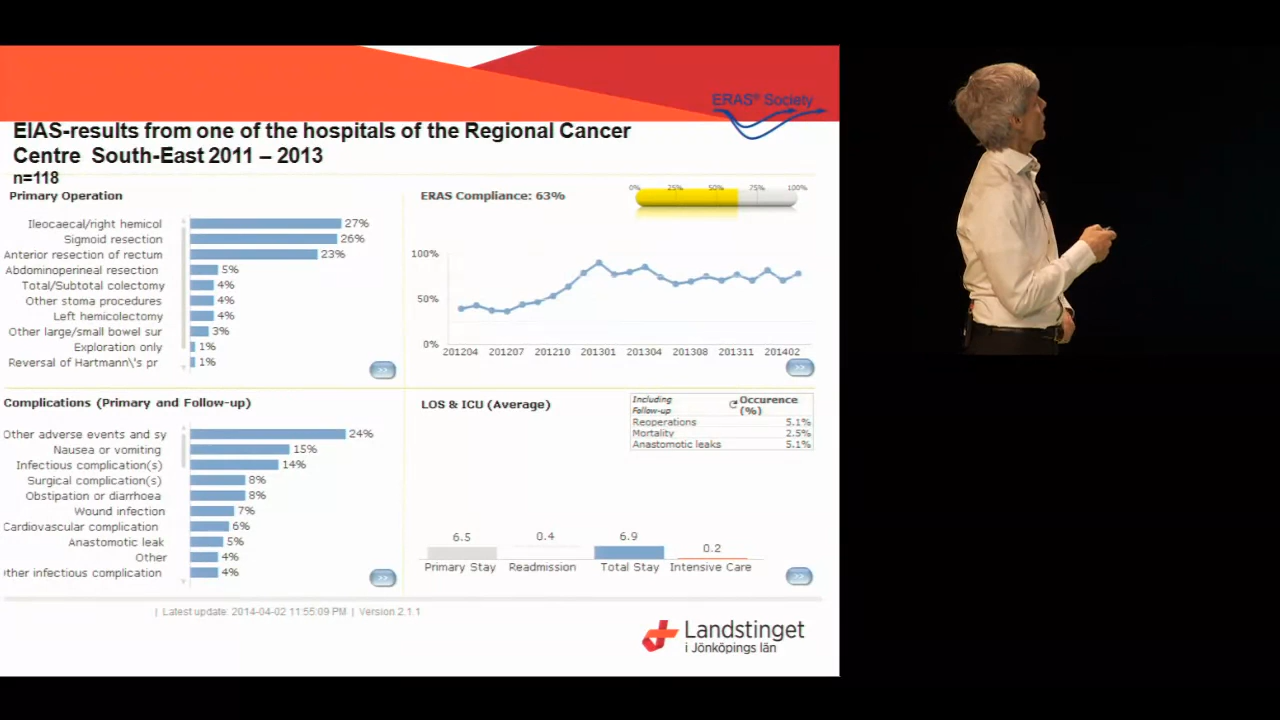 ERAS® Society
EIAS-results from one of the hospitals of the Regional Cancer
Centre South-East 2011 – 2013
n=118
Primary Operation
Ileocaecal/right hemicol 27%
Sigmoid resection 26%
Anterior resection of rectum 23%
Abdominoperineal resection 5%
Total/Subtotal colectomy 4%
Other stoma procedures 4%
Left hemicolectomy 4%
Other large/small bowel sur 3%
Exploration only 1%
Reversal of Hartmann\'s pr 1%
>>
ERAS Compliance: 63%
0% 25% 50% 75% 100%
100%
50%
0%
201204 201207 201210 201301 201304 201308 201311 201402
>>
Complications (Primary and Follow-up)
Other adverse events and sy 24%
Nausea or vomiting 15%
Infectious complication(s) 14%
Surgical complication(s) 8%
Obstipation or diarrhoea 8%
Wound infection 7%
Cardiovascular complication 6%
Anastomotic leak 5%
Other 4%
ther infectious complication 4%
>>
LOS & ICU (Average)
Including Occurence
Follow-up (%)
Reoperations 5.1%
Mortality 2.5%
Anastomotic leaks 5.1%
6.5 0.4 6.9 0.2
Primary Stay Readmission Total Stay Intensive Care
>>
| Latest update: 2014-04-02 11:55:09 PM | Version 2.1.1
Landstinget
i Jönköpings län